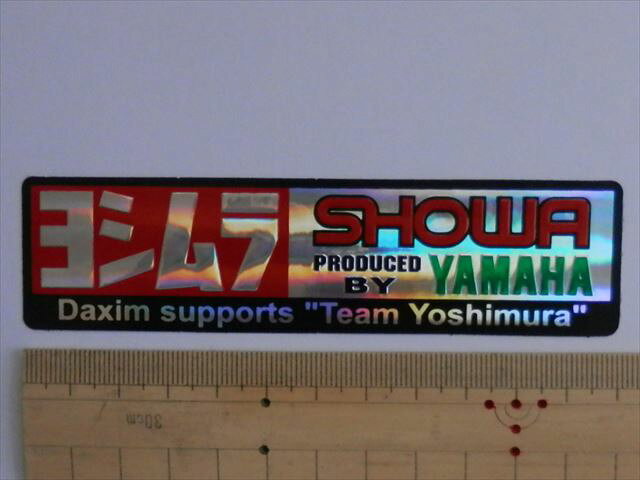 ヨシムラ
SHOWA
PRODUCED
BY
YAMAHA
Daxim supports "Team Yoshimura"
30cm